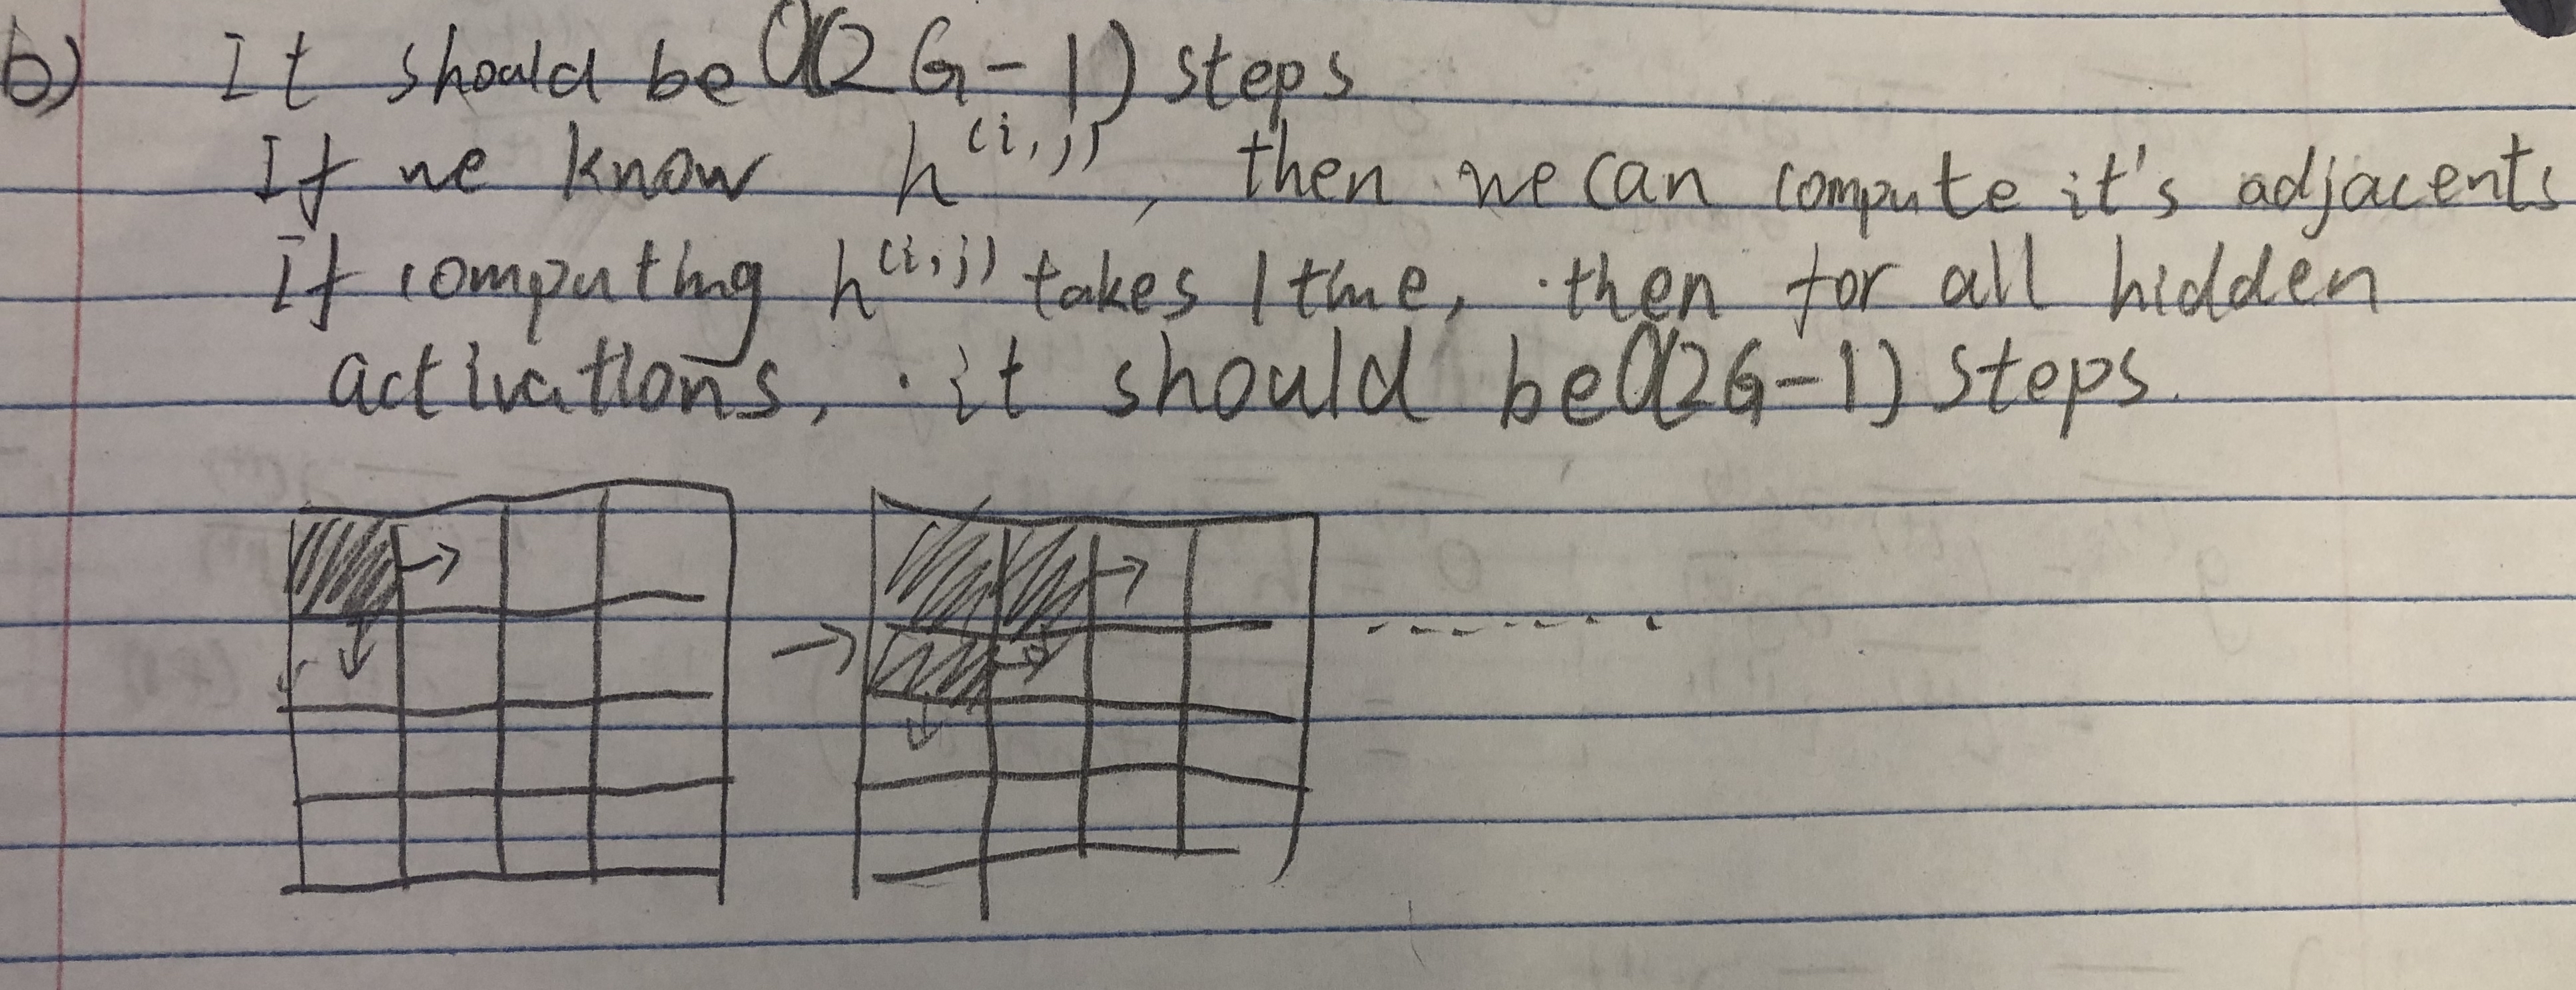 b) It should be O(2G-1) steps
If we know h^(i,j), then we can compute it's adjacents
If computing h^(i,j) takes 1 time, then for all hidden
activations, it should be O(2G-1) steps.